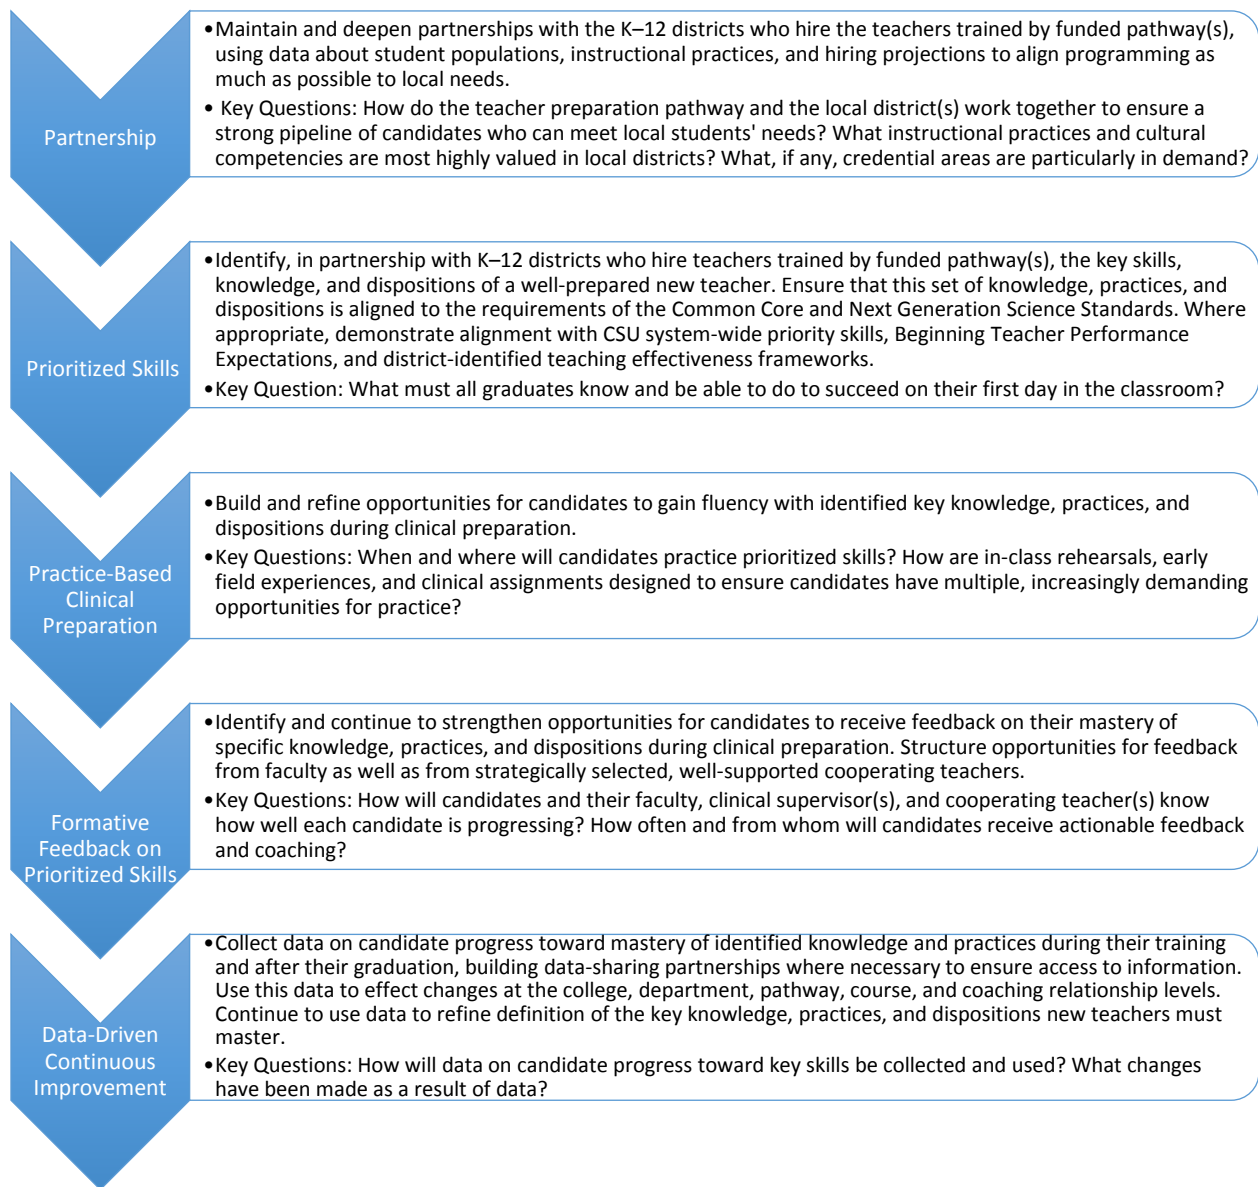 Partnership
•Maintain and deepen partnerships with the K–12 districts who hire the teachers trained by funded pathway(s),
using data about student populations, instructional practices, and hiring projections to align programming as
much as possible to local needs.
• Key Questions: How do the teacher preparation pathway and the local district(s) work together to ensure a
strong pipeline of candidates who can meet local students' needs? What instructional practices and cultural
competencies are most highly valued in local districts? What, if any, credential areas are particularly in demand?
Prioritized Skills
•Identify, in partnership with K–12 districts who hire teachers trained by funded pathway(s), the key skills,
knowledge, and dispositions of a well-prepared new teacher. Ensure that this set of knowledge, practices, and
dispositions is aligned to the requirements of the Common Core and Next Generation Science Standards. Where
appropriate, demonstrate alignment with CSU system-wide priority skills, Beginning Teacher Performance
Expectations, and district-identified teaching effectiveness frameworks.
•Key Question: What must all graduates know and be able to do to succeed on their first day in the classroom?
Practice-Based
Clinical
Preparation
•Build and refine opportunities for candidates to gain fluency with identified key knowledge, practices, and
dispositions during clinical preparation.
•Key Questions: When and where will candidates practice prioritized skills? How are in-class rehearsals, early
field experiences, and clinical assignments designed to ensure candidates have multiple, increasingly demanding
opportunities for practice?
Formative
Feedback on
Prioritized Skills
•Identify and continue to strengthen opportunities for candidates to receive feedback on their mastery of
specific knowledge, practices, and dispositions during clinical preparation. Structure opportunities for feedback
from faculty as well as from strategically selected, well-supported cooperating teachers.
•Key Questions: How will candidates and their faculty, clinical supervisor(s), and cooperating teacher(s) know
how well each candidate is progressing? How often and from whom will candidates receive actionable feedback
and coaching?
Data-Driven
Continuous
Improvement
•Collect data on candidate progress toward mastery of identified knowledge and practices during their training
and after their graduation, building data-sharing partnerships where necessary to ensure access to information.
Use this data to effect changes at the college, department, pathway, course, and coaching relationship levels.
Continue to use data to refine definition of the key knowledge, practices, and dispositions new teachers must
master.
•Key Questions: How will data on candidate progress toward key skills be collected and used? What changes
have been made as a result of data?